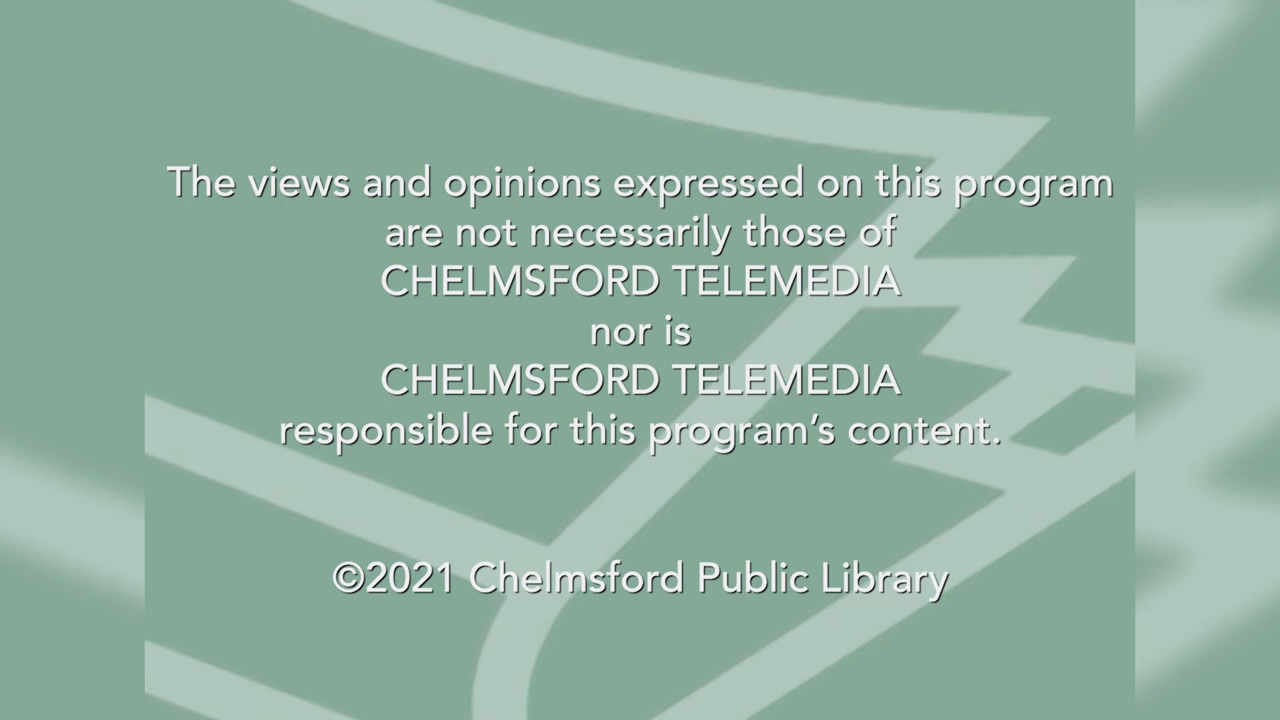 The views and opinions expressed on this program
are not necessarily those of
CHELMSFORD TELEMEDIA
nor is
CHELMSFORD TELEMEDIA
responsible for this program’s content.
©2021 Chelmsford Public Library